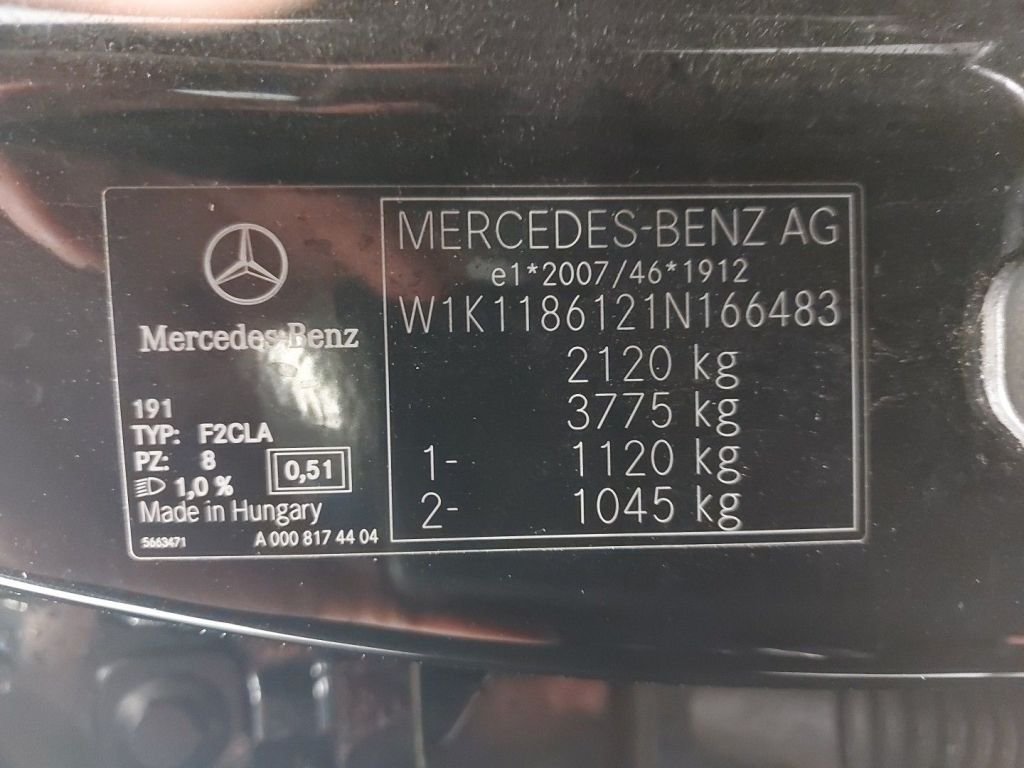 Mercedes-Benz
191
TYP: F2CLA
PZ: 8
0,51
1,0 %
Made in Hungary
5663471 A 000 817 44 04
MERCEDES-BENZ AG
e1*2007/46*1912
W1K1186121N166483
2120 kg
3775 kg
1- 1120 kg
2- 1045 kg